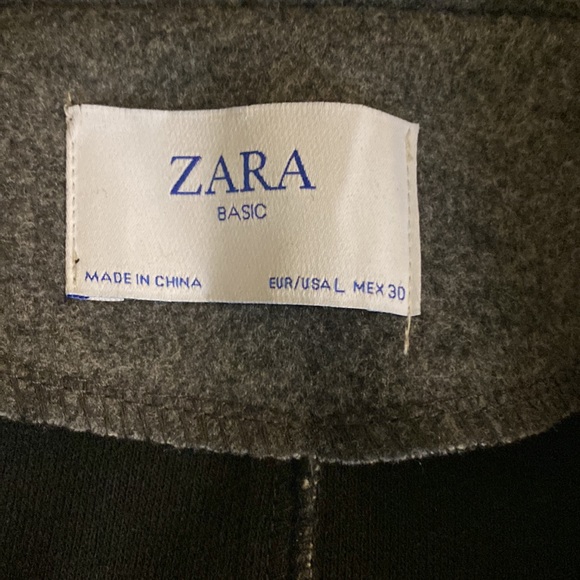 ZARA
BASIC
MADE IN CHINA EUR/USA L MEX 30